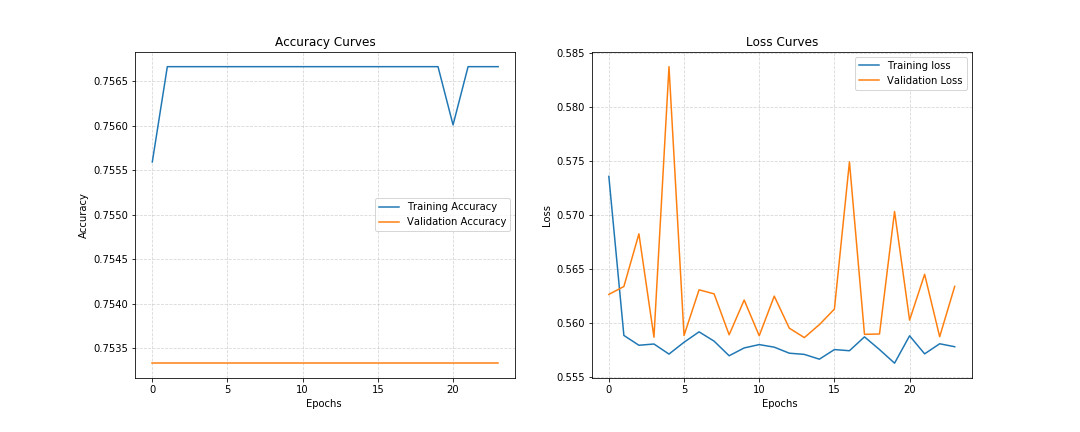 Accuracy Curves
0.7565
0.7560
0.7555
0.7550
0.7545
0.7540
0.7535
Accuracy
Training Accuracy
Validation Accuracy
0 5 10 15 20
Epochs
Loss Curves
0.585
0.580
0.575
0.570
0.565
0.560
0.555
Loss
Training loss
Validation Loss
0 5 10 15 20
Epochs